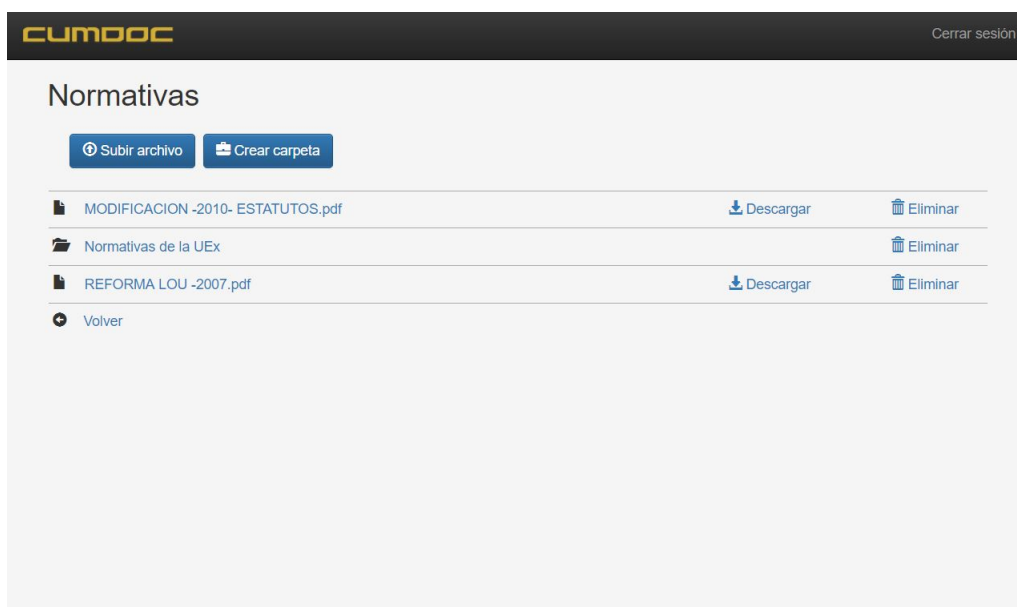 CUMDOC Cerrar sesión
Normativas
Subir archivo Crear carpeta
MODIFICACION -2010- ESTATUTOS.pdf Descargar Eliminar
Normativas de la UEx Eliminar
REFORMA LOU -2007.pdf Descargar Eliminar
Volver